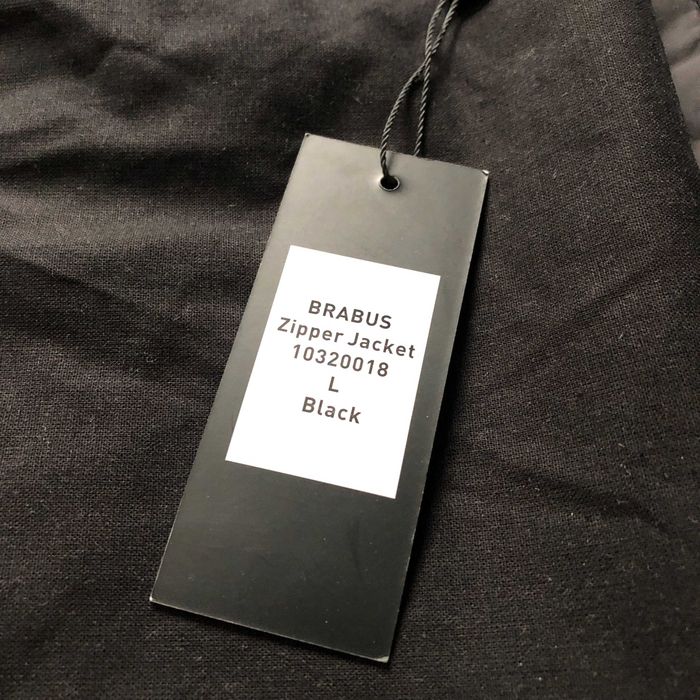 BRABUS
Zipper Jacket
10320018
L
Black